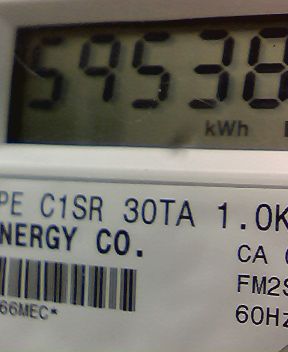 59538
kWh
PE C1SR 30TA 1.0K
NERGY CO.
CA
FM2S
66MEC*
60Hz